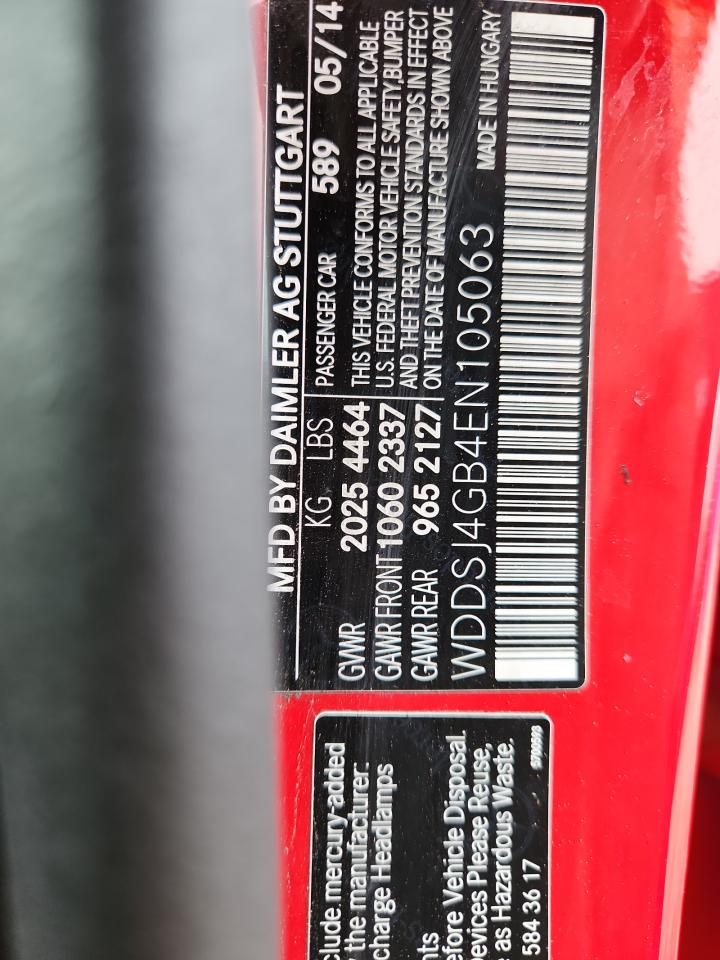 MFD BY DAIMLER AG STUTTGART
KG LBS
GVWR 2025 4464
GAWR FRONT 1060 2337
GAWR REAR 965 2127
PASSENGER CAR 589 05/14
THIS VEHICLE CONFORMS TO ALL APPLICABLE
U.S. FEDERAL MOTOR VEHICLE SAFETY,BUMPER
AND THEFT PREVENTION STANDARDS IN EFFECT
ON THE DATE OF MANUFACTURE SHOWN ABOVE
WDDSJ4GB4EN105063 MADE IN HUNGARY
clude mercury-added
the manufacturer:
charge Headlamps
nts
efore Vehicle Disposal.
evices Please Reuse,
as Hazardous Waste.
584 36 17